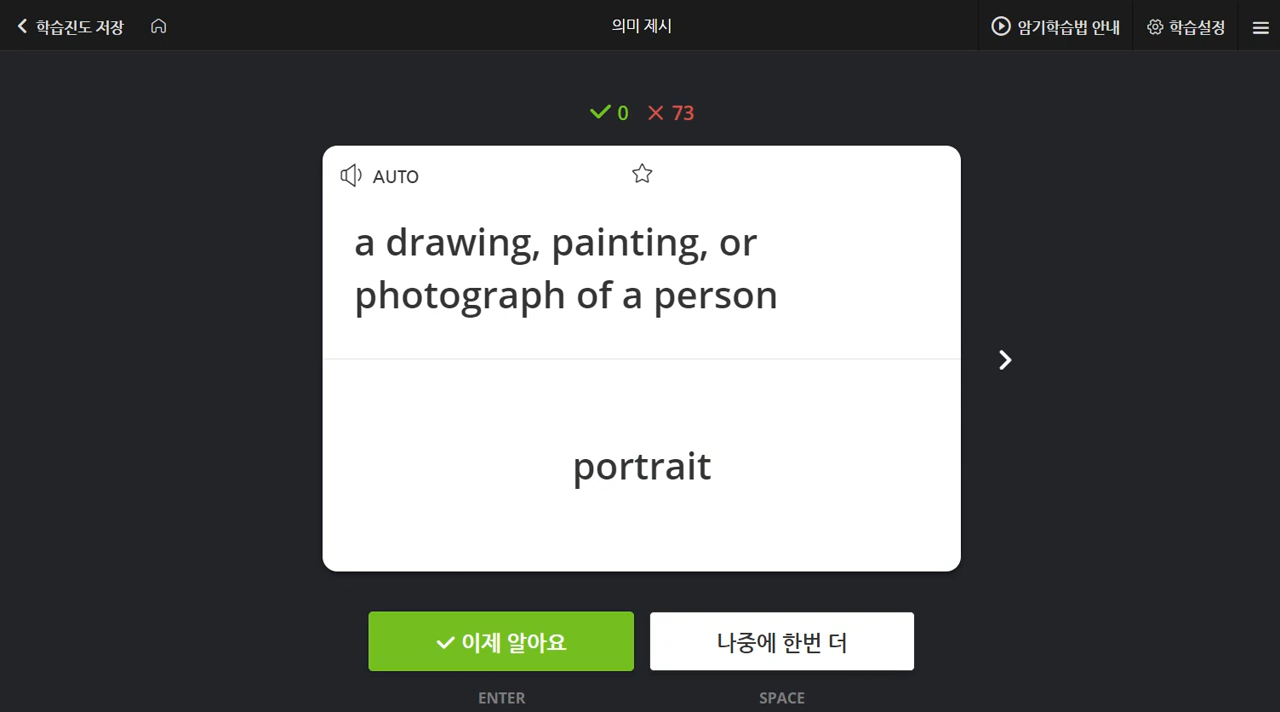 학습진도 저장
의미 제시
암기학습법 안내
학습설정
0
73
AUTO
a drawing, painting, or
photograph of a person
portrait
이제 알아요
나중에 한번 더
ENTER
SPACE